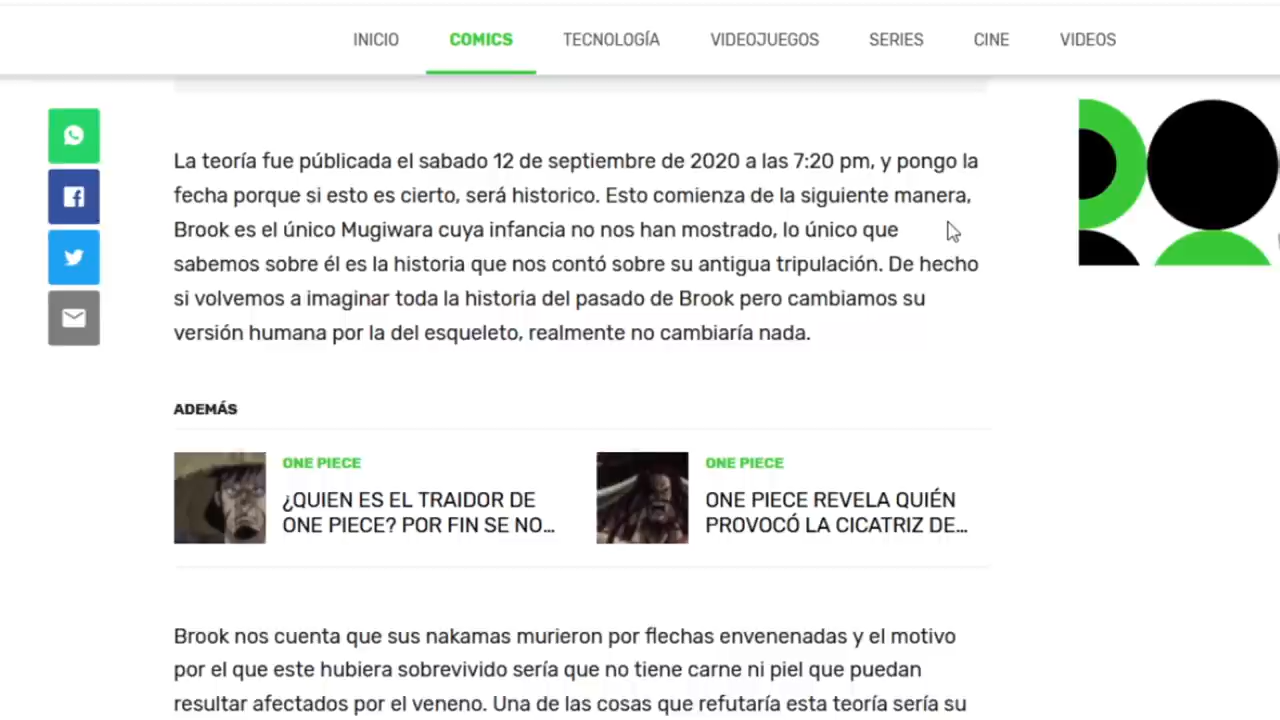 INICIO COMICS TECNOLOGÍA VIDEOJUEGOS SERIES CINE VIDEOS
La teoría fue públicada el sabado 12 de septiembre de 2020 a las 7:20 pm, y pongo la
fecha porque si esto es cierto, será historico. Esto comienza de la siguiente manera,
Brook es el único Mugiwara cuya infancia no nos han mostrado, lo único que
sabemos sobre él es la historia que nos contó sobre su antigua tripulación. De hecho
si volvemos a imaginar toda la historia del pasado de Brook pero cambiamos su
versión humana por la del esqueleto, realmente no cambiaría nada.
ADEMÁS
ONE PIECE
¿QUIEN ES EL TRAIDOR DE
ONE PIECE? POR FIN SE NO...
ONE PIECE
ONE PIECE REVELA QUIÉN
PROVOCÓ LA CICATRIZ DE...
Brook nos cuenta que sus nakamas murieron por flechas envenenadas y el motivo
por el que este hubiera sobrevivido sería que no tiene carne ni piel que puedan
resultar afectados por el veneno. Una de las cosas que refutaría esta teoría sería su